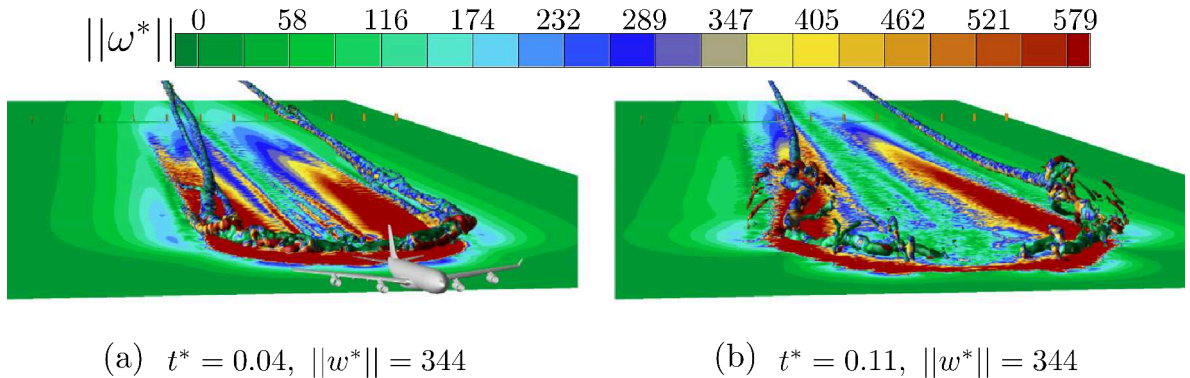 ||ω*|| 0 58 116 174 232 289 347 405 462 521 579
(a) t* = 0.04, ||w*|| = 344
(b) t* = 0.11, ||w*|| = 344